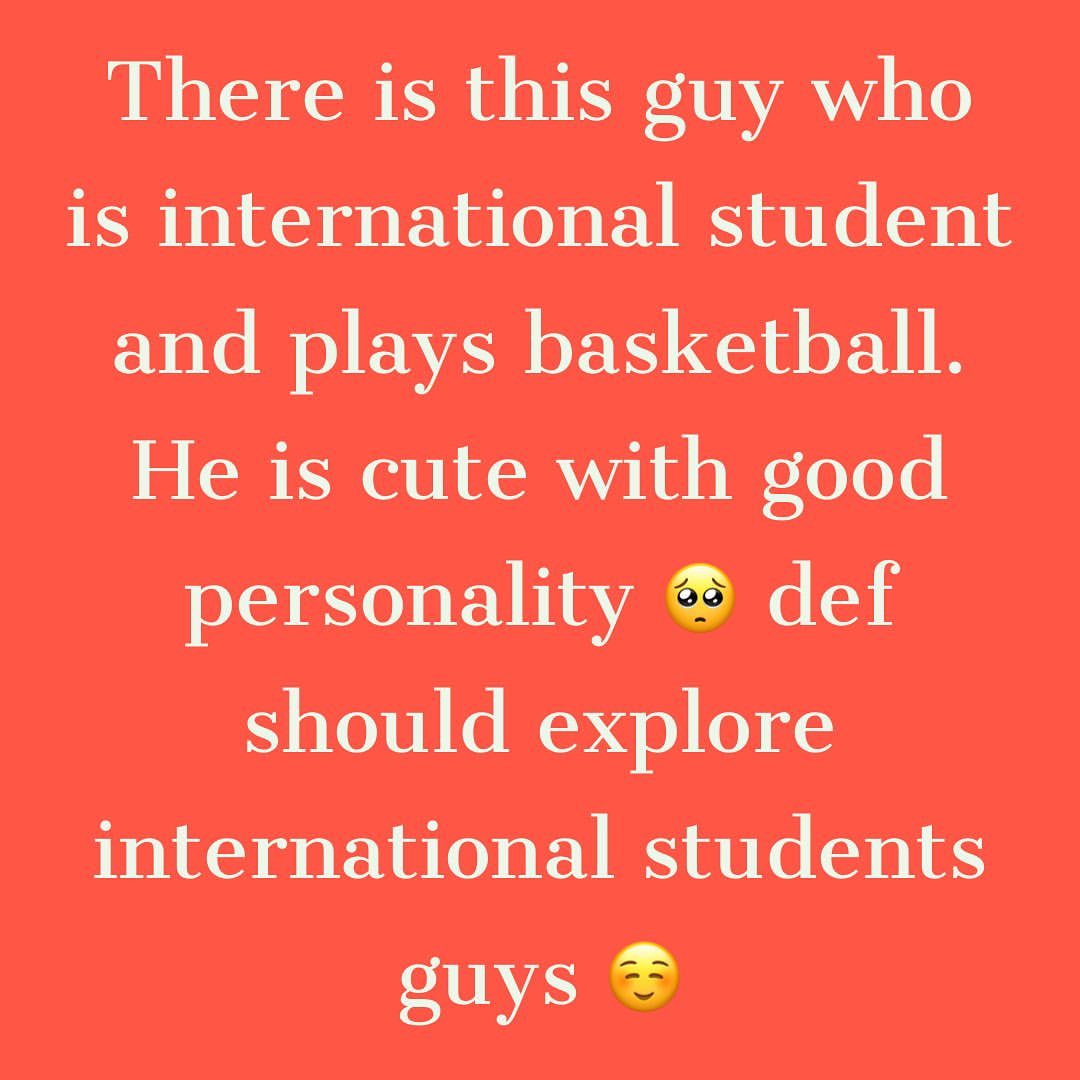 There is this guy who
is international student
and plays basketball.
He is cute with good
personality 🥺 def
should explore
international students
guys ☺️